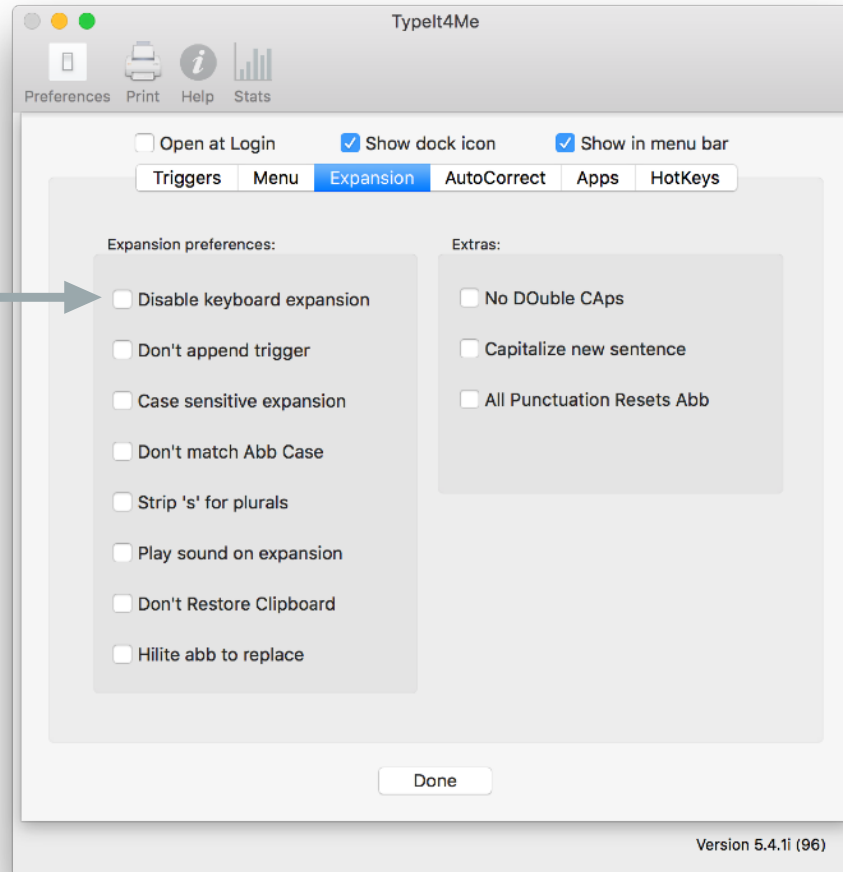 TypeIt4Me
Preferences Print Help Stats
Open at Login Show dock icon Show in menu bar
Triggers Menu Expansion AutoCorrect Apps HotKeys
Expansion preferences:
Disable keyboard expansion
Don't append trigger
Case sensitive expansion
Don't match Abb Case
Strip 's' for plurals
Play sound on expansion
Don't Restore Clipboard
Hilite abb to replace
Extras:
No DOuble CAps
Capitalize new sentence
All Punctuation Resets Abb
Done
Version 5.4.1i (96)